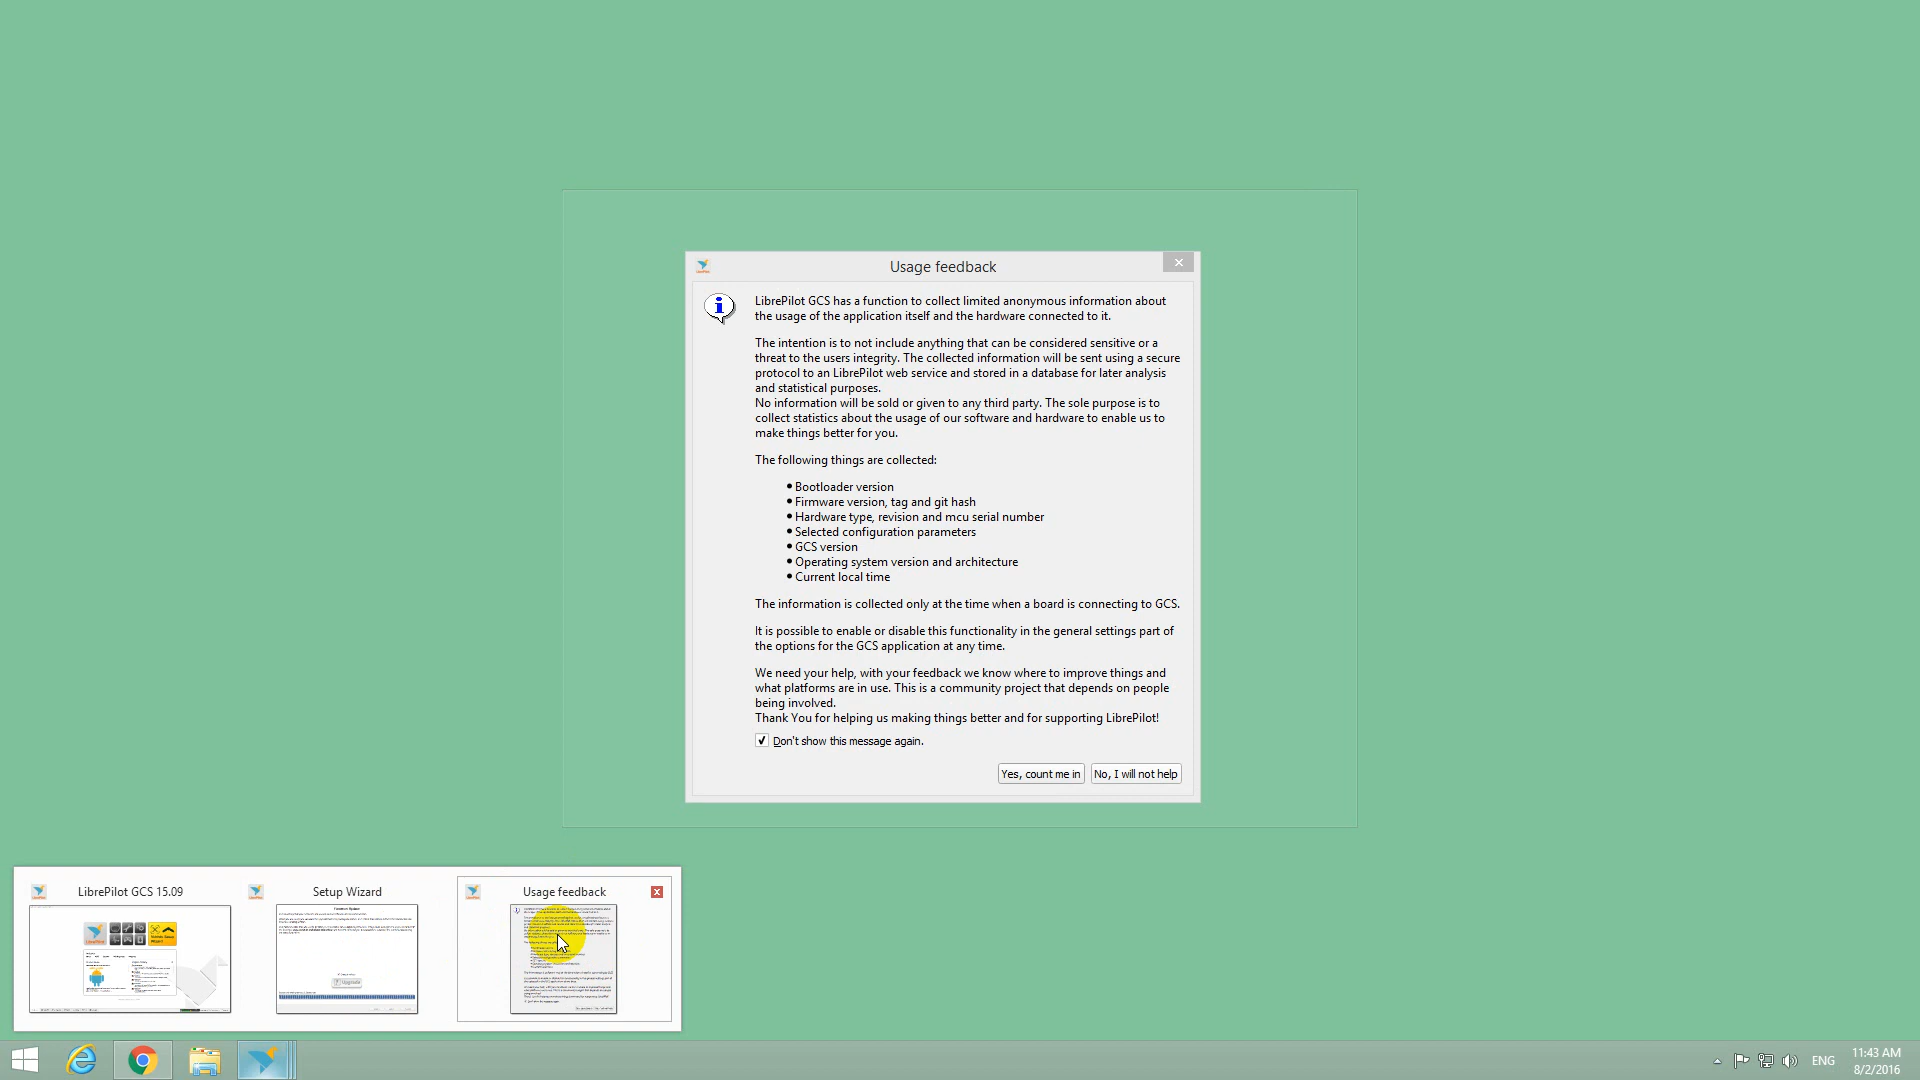 Usage feedback
LibrePilot GCS has a function to collect limited anonymous information about
the usage of the application itself and the hardware connected to it.
The intention is to not include anything that can be considered sensitive or a
threat to the users integrity. The collected information will be sent using a secure
protocol to an LibrePilot web service and stored in a database for later analysis
and statistical purposes.
No information will be sold or given to any third party. The sole purpose is to
collect statistics about the usage of our software and hardware to enable us to
make things better for you.
The following things are collected:
• Bootloader version
• Firmware version, tag and git hash
• Hardware type, revision and mcu serial number
• Selected configuration parameters
• GCS version
• Operating system version and architecture
• Current local time
The information is collected only at the time when a board is connecting to GCS.
It is possible to enable or disable this functionality in the general settings part of
the options for the GCS application at any time.
We need your help, with your feedback we know where to improve things and
what platforms are in use. This is a community project that depends on people
being involved.
Thank You for helping us making things better and for supporting LibrePilot!
Don't show this message again.
Yes, count me in
No, I will not help
LibrePilot GCS 15.09
Setup Wizard
Usage feedback
Upgrade
ENG
11:43 AM
8/2/2016